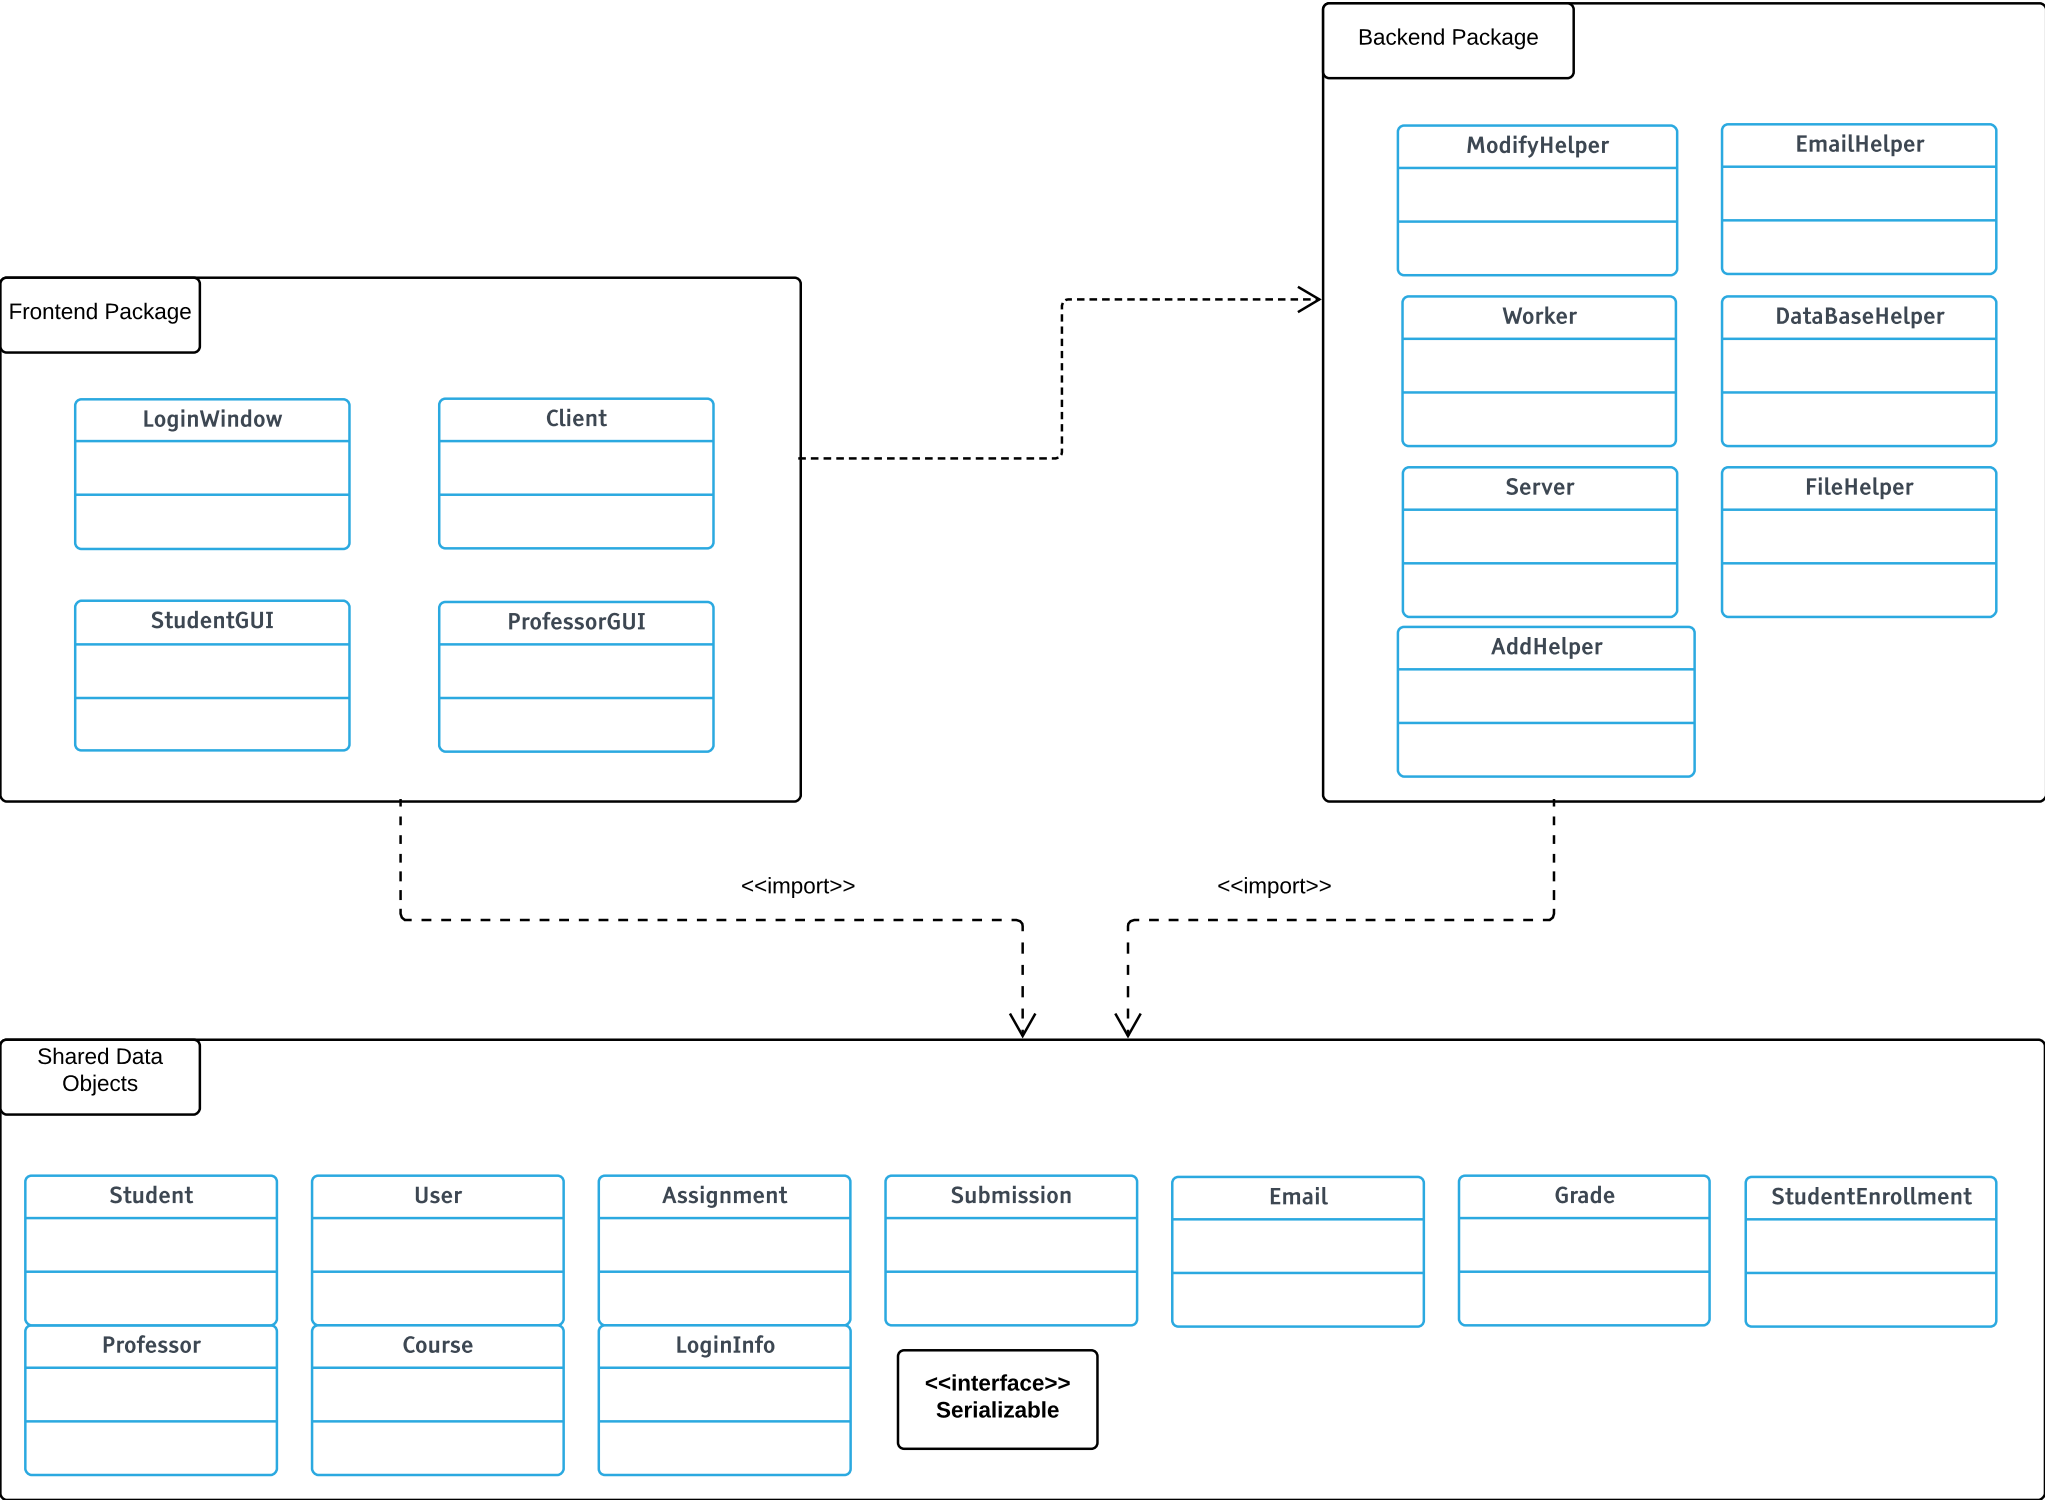 Backend Package
ModifyHelper
EmailHelper
Worker
DataBaseHelper
Server
FileHelper
AddHelper
Frontend Package
LoginWindow
Client
StudentGUI
ProfessorGUI
<<import>>
<<import>>
Shared Data
Objects
Student
User
Assignment
Submission
Email
Grade
StudentEnrollment
Professor
Course
LoginInfo
<<interface>>
Serializable